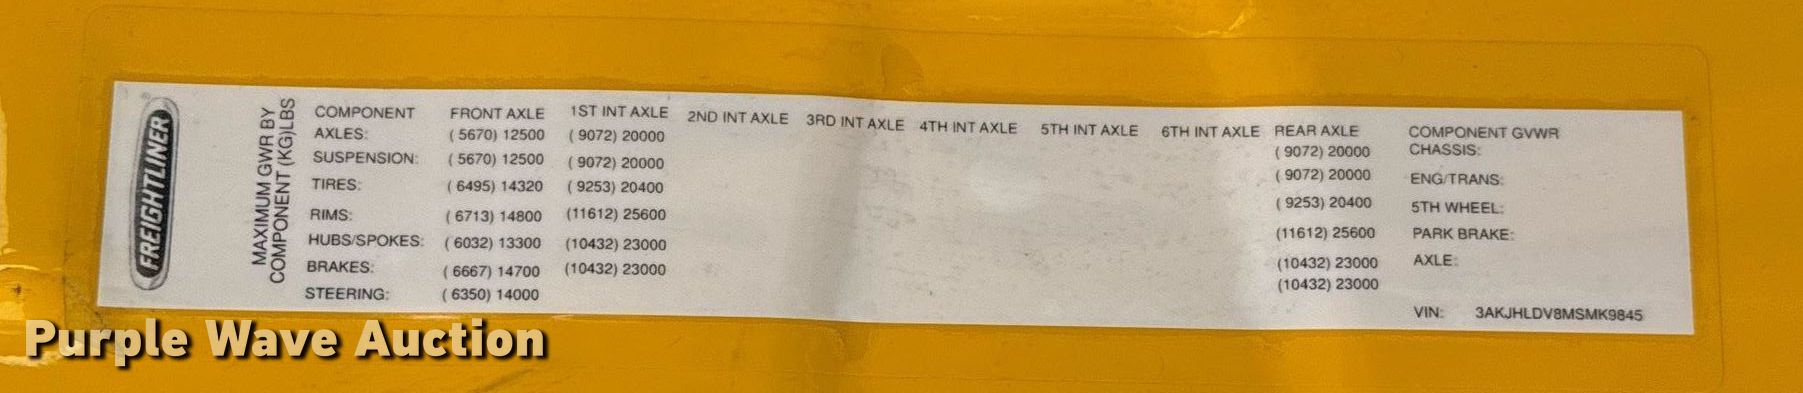 FREIGHTLINER
MAXIMUM GWR BY
COMPONENT (KG)LBS
COMPONENT FRONT AXLE 1ST INT AXLE 2ND INT AXLE 3RD INT AXLE 4TH INT AXLE 5TH INT AXLE 6TH INT AXLE REAR AXLE COMPONENT GVWR
AXLES: ( 5670) 12500 ( 9072) 20000 ( 9072) 20000 CHASSIS:
SUSPENSION: ( 5670) 12500 ( 9072) 20000 ( 9072) 20000 ENG/TRANS:
TIRES: ( 6495) 14320 ( 9253) 20400 ( 9253) 20400 5TH WHEEL:
RIMS: ( 6713) 14800 (11612) 25600 (11612) 25600 PARK BRAKE:
HUBS/SPOKES: ( 6032) 13300 (10432) 23000 (10432) 23000 AXLE:
BRAKES: ( 6667) 14700 (10432) 23000 (10432) 23000
STEERING: ( 6350) 14000 VIN: 3AKJHLDV8MSMK9845
Purple Wave Auction